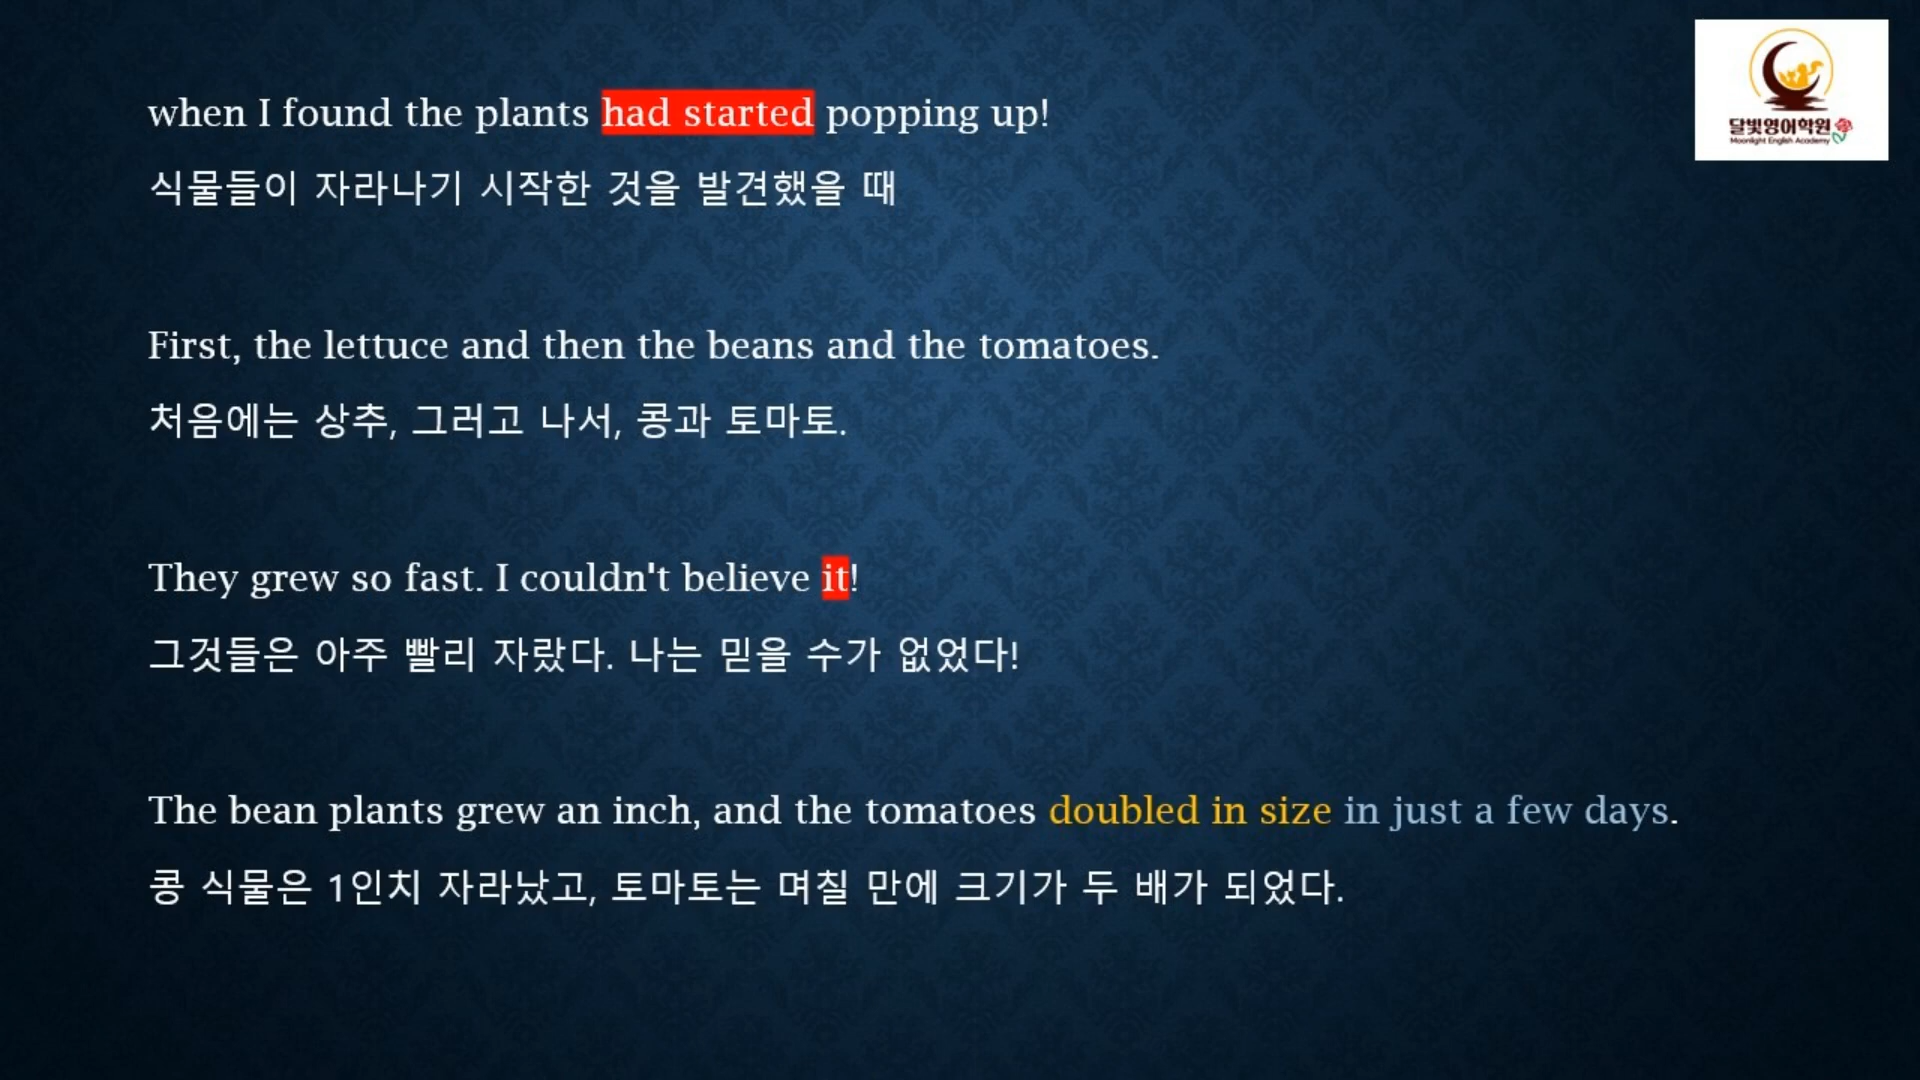 when I found the plants had started popping up!
식물들이 자라나기 시작한 것을 발견했을 때
First, the lettuce and then the beans and the tomatoes.
처음에는 상추, 그러고 나서, 콩과 토마토.
They grew so fast. I couldn't believe it!
그것들은 아주 빨리 자랐다. 나는 믿을 수가 없었다!
The bean plants grew an inch, and the tomatoes doubled in size in just a few days.
콩 식물은 1인치 자라났고, 토마토는 며칠 만에 크기가 두 배가 되었다.
달빛영어학원
Moonlight English Academy